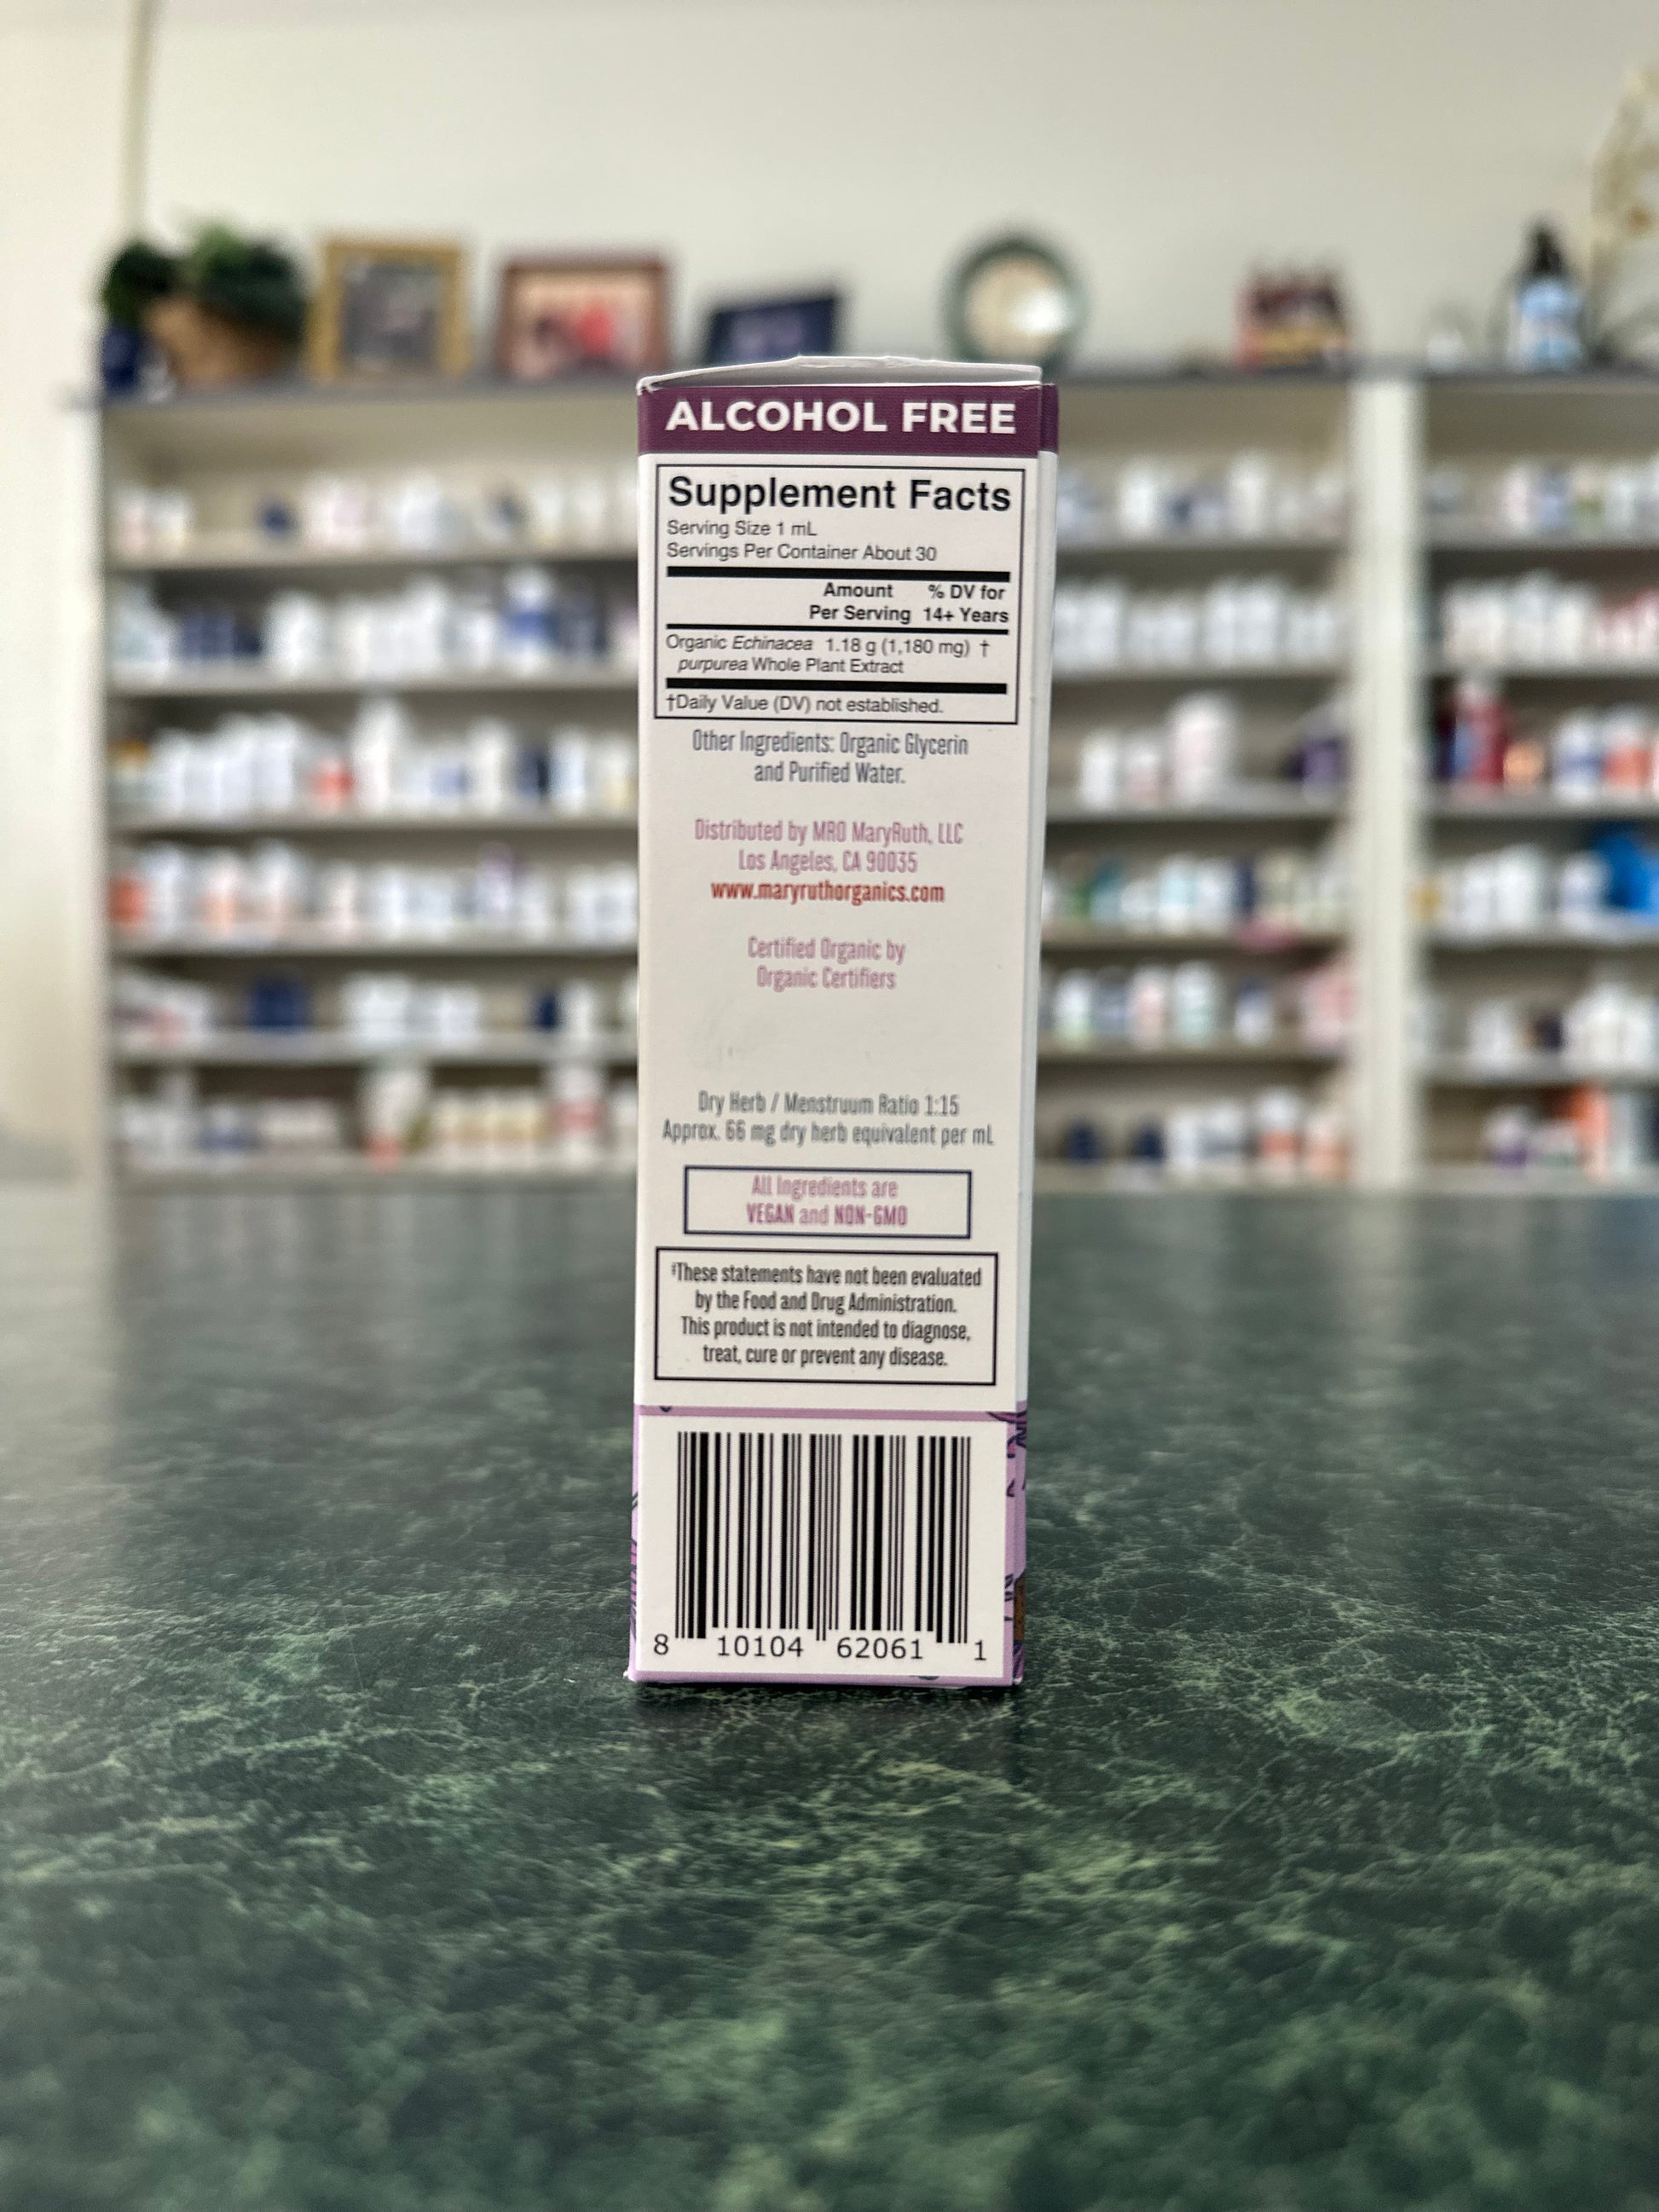 ALCOHOL FREE
Supplement Facts
Serving Size 1 mL
Servings Per Container About 30
Amount % DV for
Per Serving 14+ Years
Organic Echinacea 1.18 g (1,180 mg) †
purpurea Whole Plant Extract
†Daily Value (DV) not established.
Other Ingredients: Organic Glycerin
and Purified Water.
Distributed by MRO MaryRuth, LLC
Los Angeles, CA 90035
www.maryruthorganics.com
Certified Organic by
Organic Certifiers
Dry Herb / Menstruum Ratio 1:15
Approx. 66 mg dry herb equivalent per mL
All Ingredients are
VEGAN and NON-GMO
‡These statements have not been evaluated
by the Food and Drug Administration.
This product is not intended to diagnose,
treat, cure or prevent any disease.
8 10104 62061 1